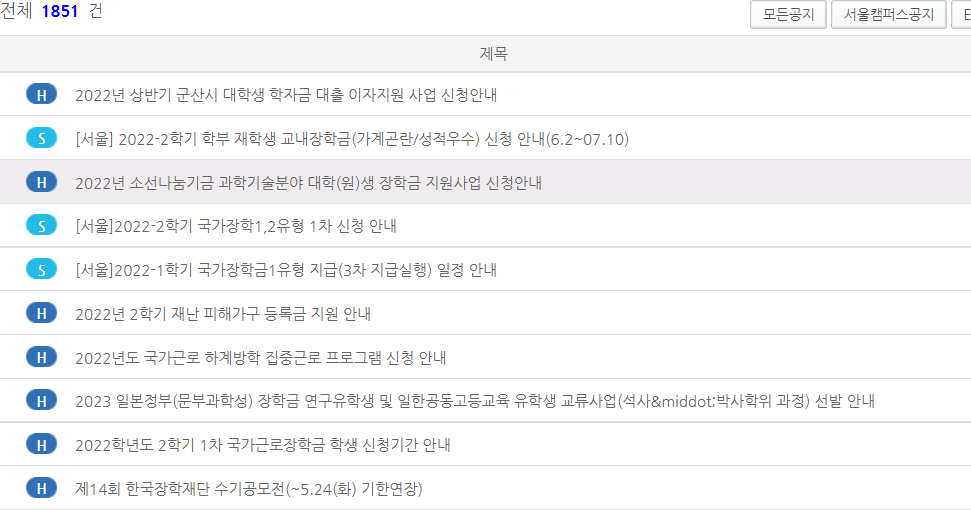 전체 1851 건
모든공지 서울캠퍼스공지
제목
H 2022년 상반기 군산시 대학생 학자금 대출 이자지원 사업 신청안내
S [서울] 2022-2학기 학부 재학생 교내장학금(가계곤란/성적우수) 신청 안내(6.2~07.10)
H 2022년 소선나눔기금 과학기술분야 대학(원)생 장학금 지원사업 신청안내
S [서울]2022-2학기 국가장학1,2유형 1차 신청 안내
S [서울]2022-1학기 국가장학금1유형 지급(3차 지급실행) 일정 안내
H 2022년 2학기 재난 피해가구 등록금 지원 안내
H 2022년도 국가근로 하계방학 집중근로 프로그램 신청 안내
H 2023 일본정부(문부과학성) 장학금 연구유학생 및 일한공동고등교육 유학생 교류사업(석사&middot;박사학위 과정) 선발 안내
H 2022학년도 2학기 1차 국가근로장학금 학생 신청기간 안내
H 제14회 한국장학재단 수기공모전(~5.24(화) 기한연장)